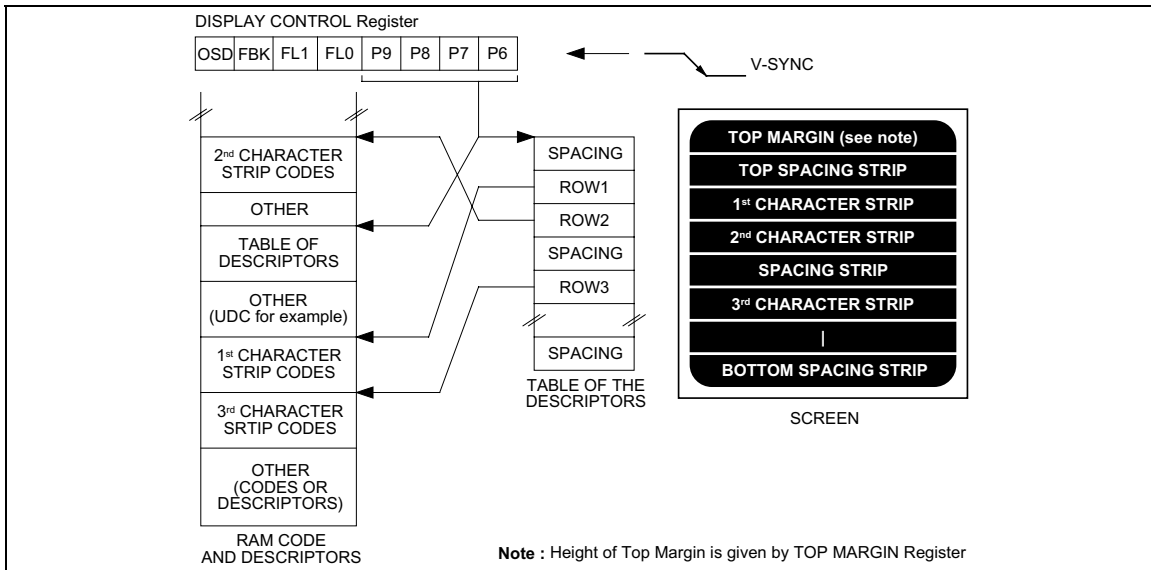 DISPLAY CONTROL Register
OSD FBK FL1 FL0 P9 P8 P7 P6
V-SYNC
2nd CHARACTER
STRIP CODES
OTHER
TABLE OF
DESCRIPTORS
OTHER
(UDC for example)
1st CHARACTER
STRIP CODES
3rd CHARACTER
SRTIP CODES
OTHER
(CODES OR
DESCRIPTORS)
RAM CODE
AND DESCRIPTORS
SPACING
ROW1
ROW2
SPACING
ROW3
SPACING
TABLE OF THE
DESCRIPTORS
TOP MARGIN (see note)
TOP SPACING STRIP
1st CHARACTER STRIP
2nd CHARACTER STRIP
SPACING STRIP
3rd CHARACTER STRIP
|
BOTTOM SPACING STRIP
SCREEN
Note : Height of Top Margin is given by TOP MARGIN Register